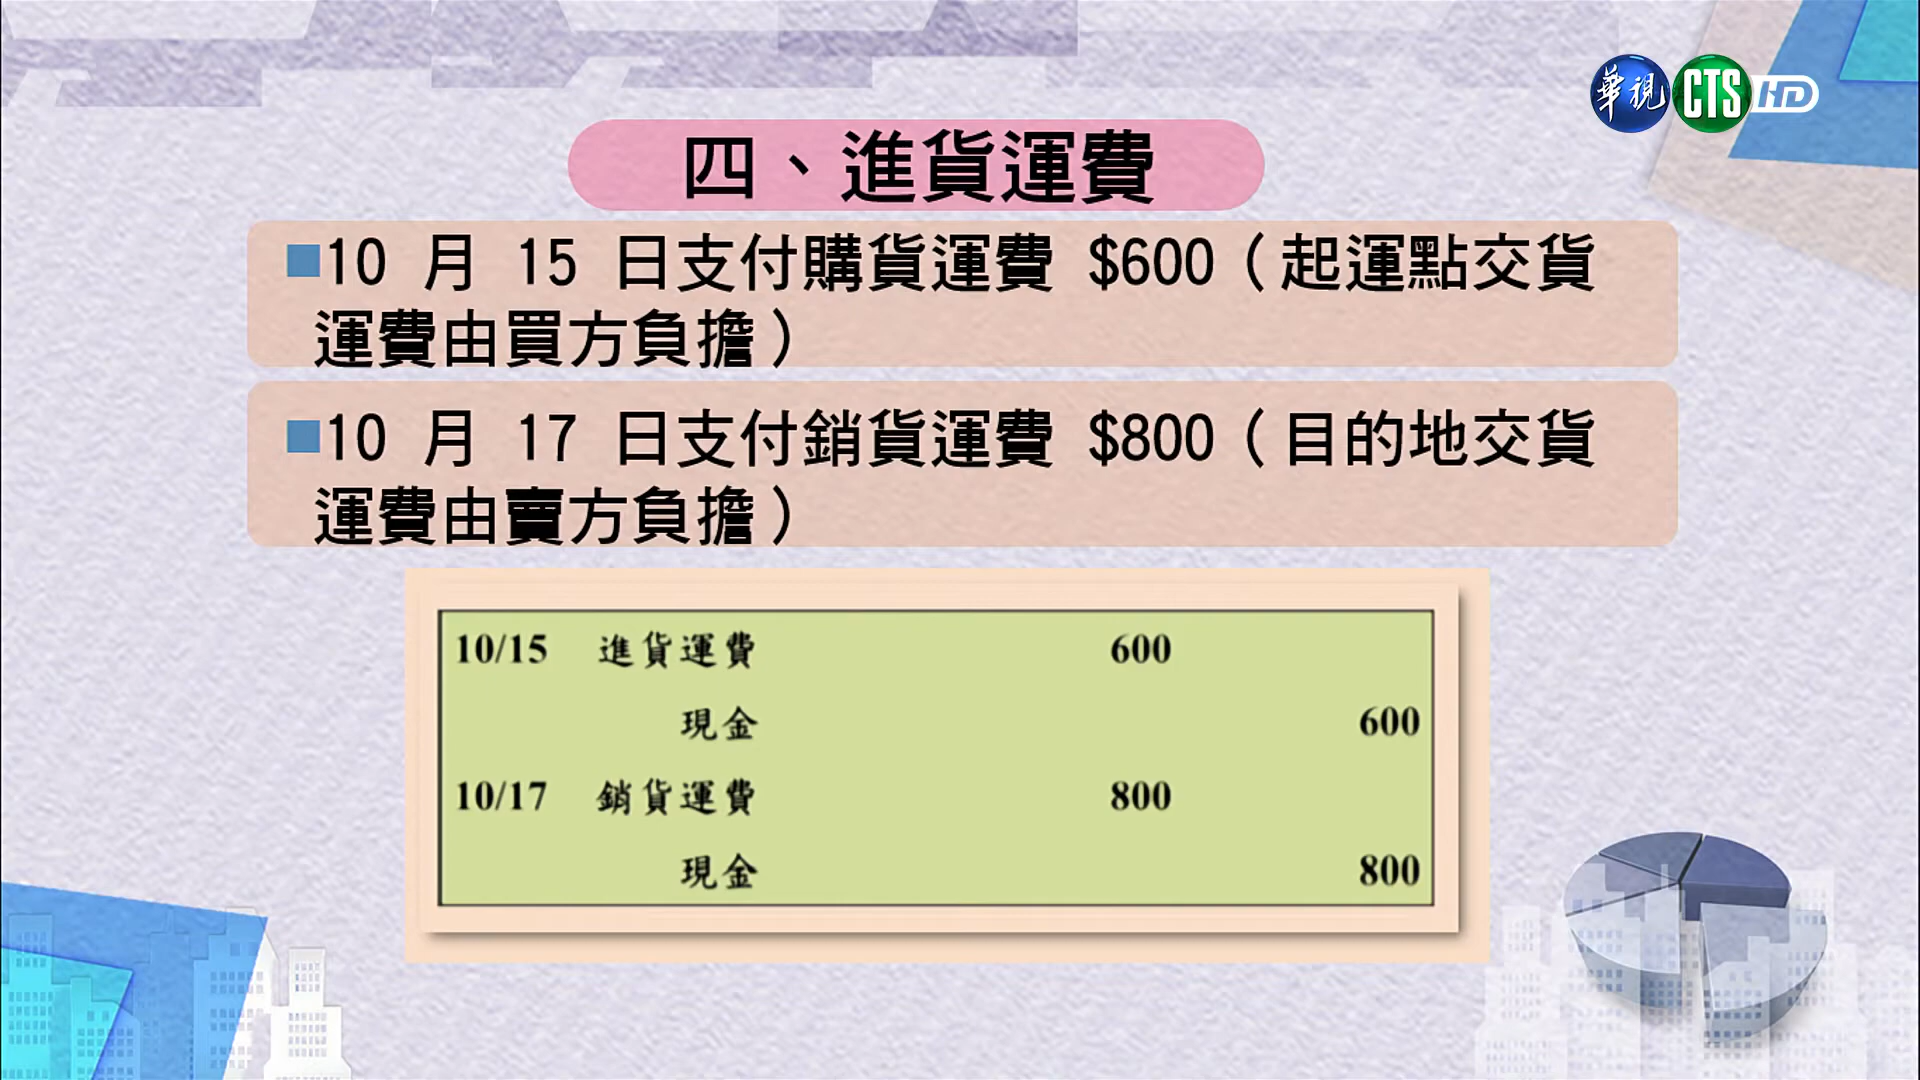 華視 CTS HD
四、進貨運費
10 月 15 日支付購貨運費 $600（起運點交貨
運費由買方負擔）
10 月 17 日支付銷貨運費 $800（目的地交貨
運費由賣方負擔）
10/15 進貨運費 600
現金 600
10/17 銷貨運費 800
現金 800